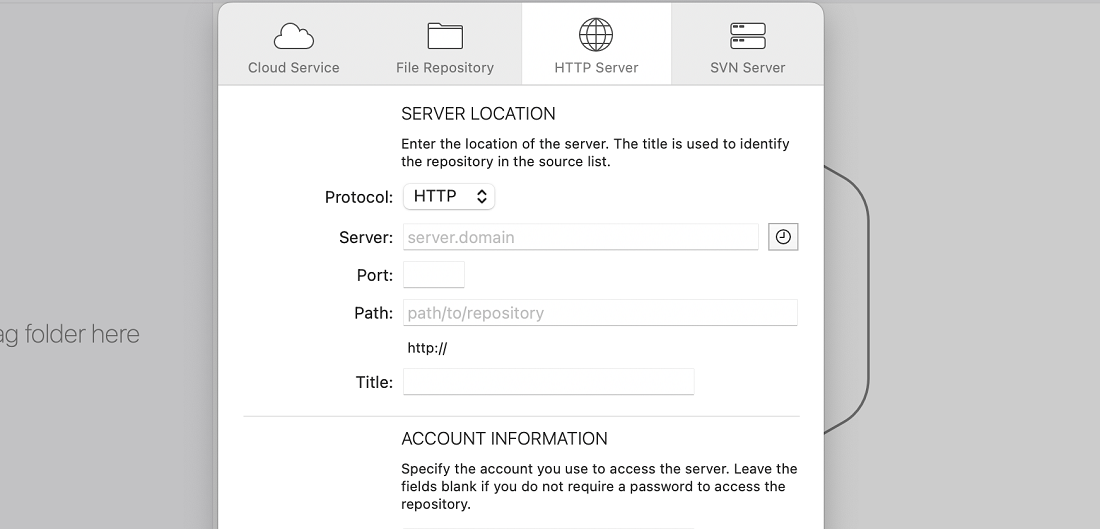 Cloud Service
File Repository
HTTP Server
SVN Server
SERVER LOCATION
Enter the location of the server. The title is used to identify
the repository in the source list.
Protocol: HTTP
Server: server.domain
Port:
Path: path/to/repository
http://
Title:
folder here
ACCOUNT INFORMATION
Specify the account you use to access the server. Leave the
fields blank if you do not require a password to access the
repository.